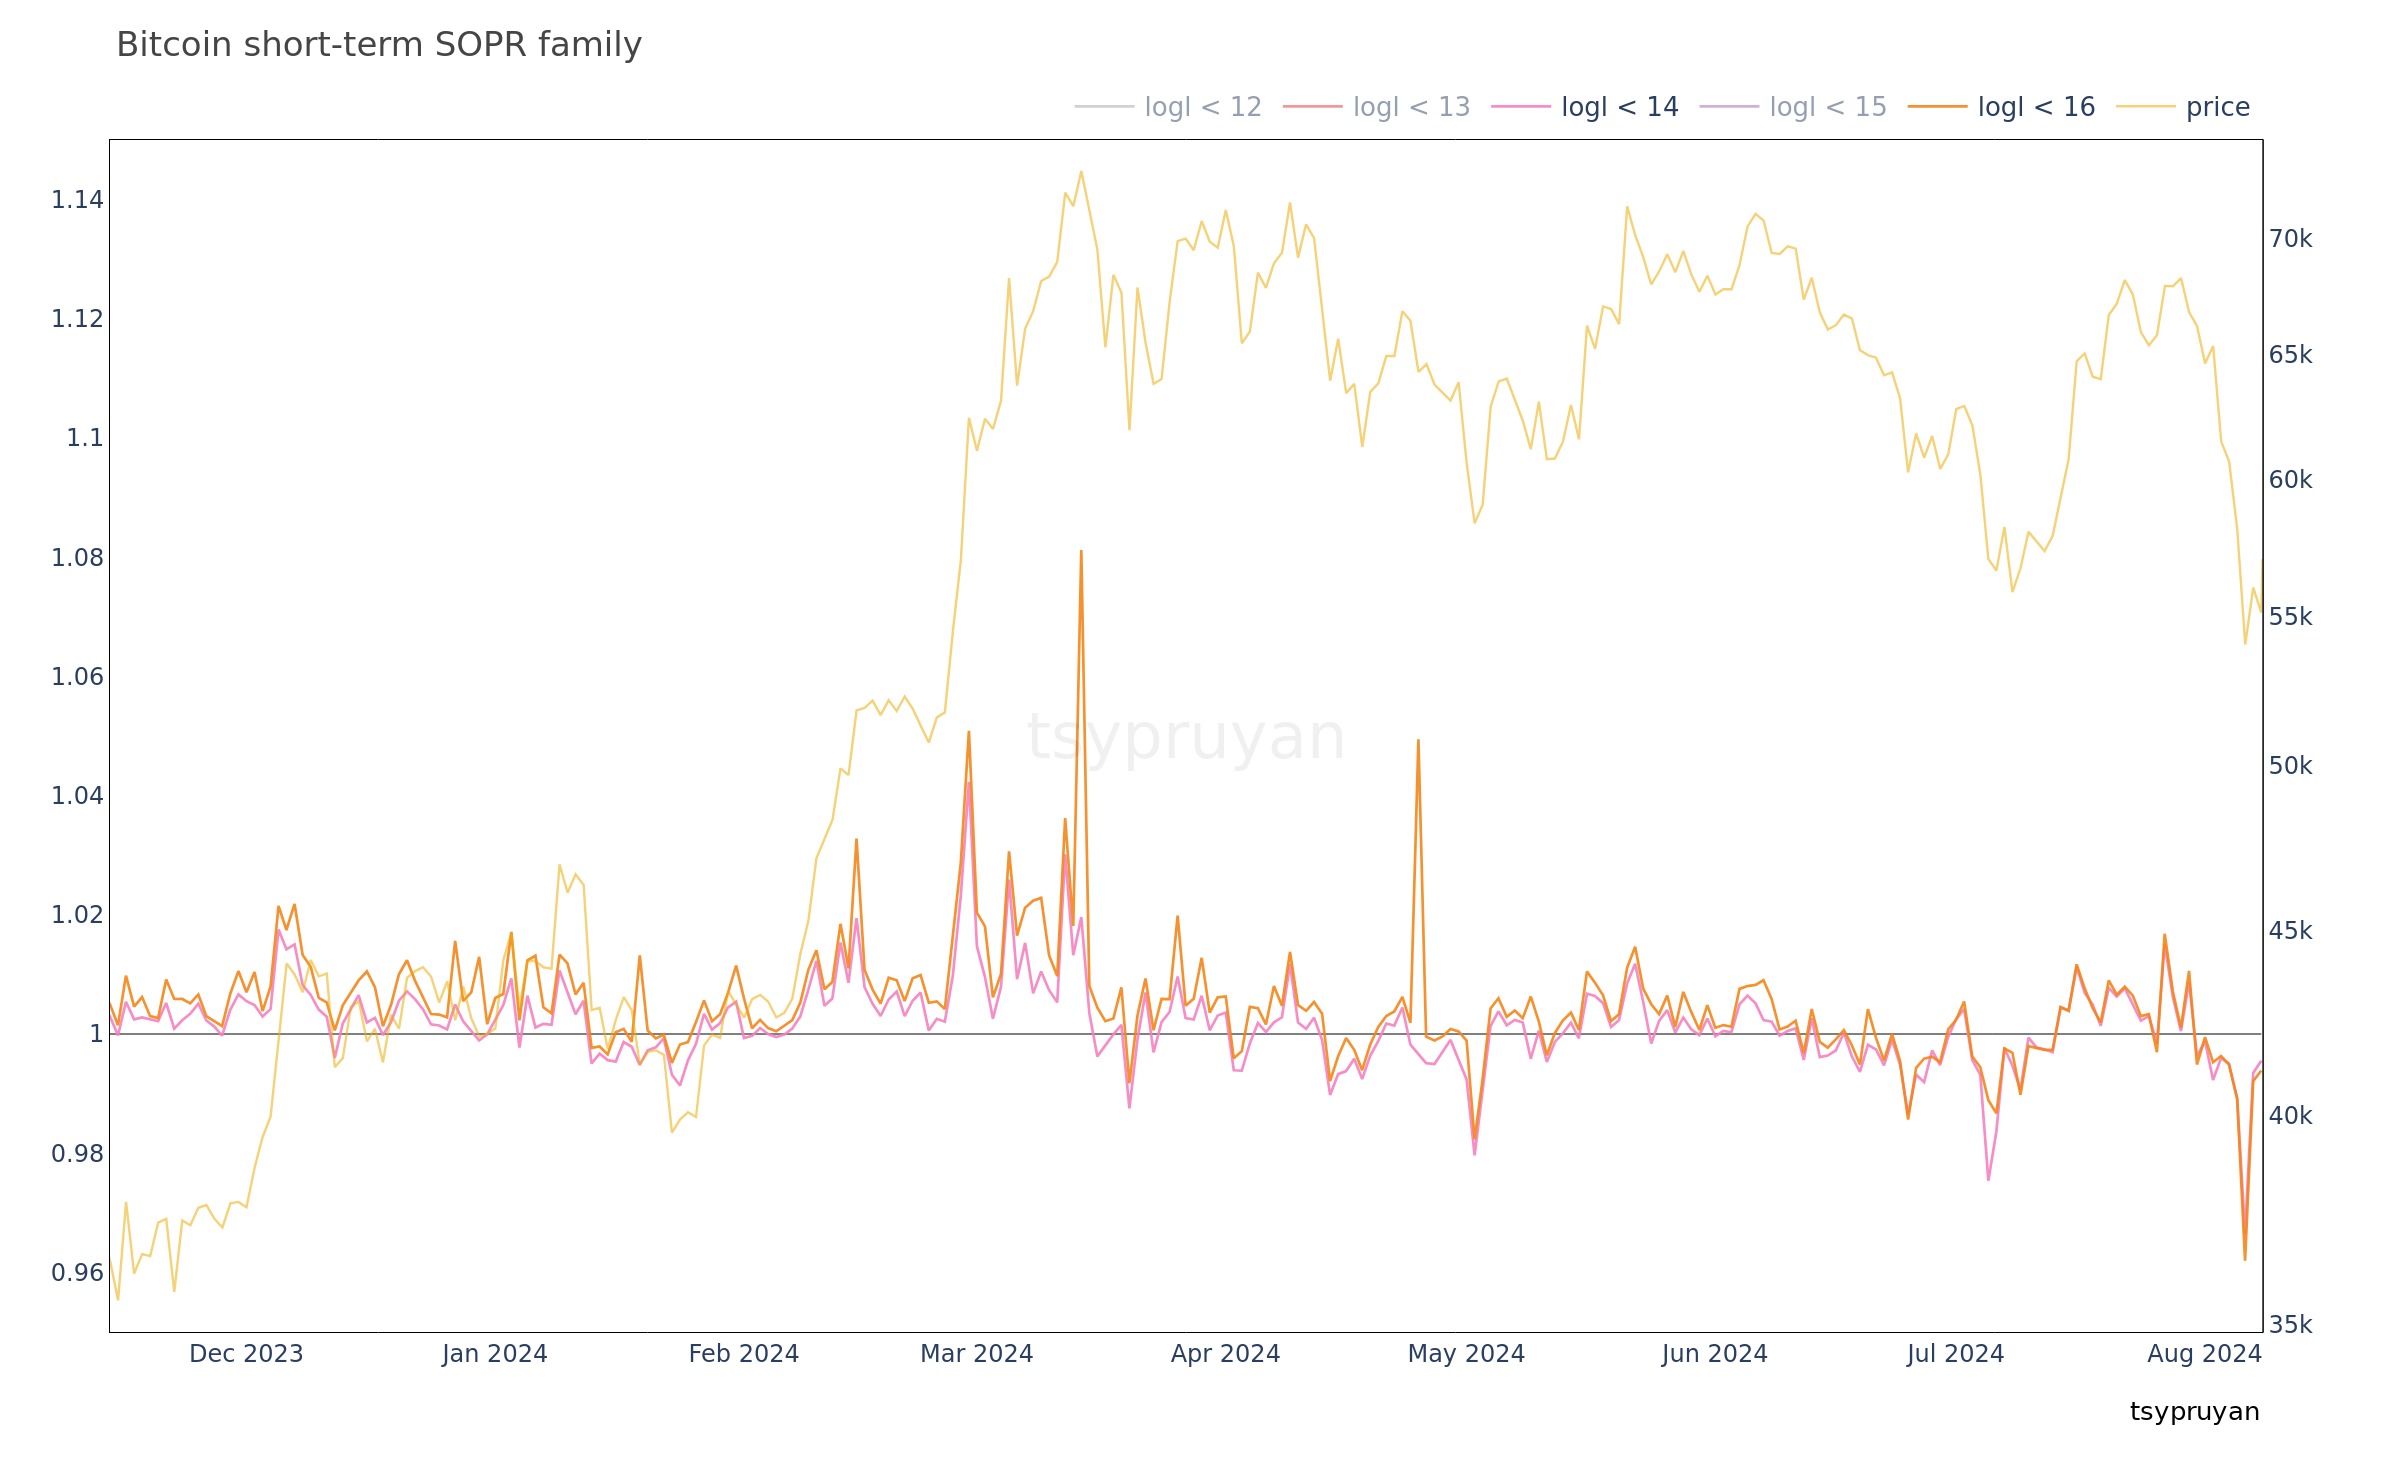 Bitcoin short-term SOPR family
logl < 12 logl < 13 logl < 14 logl < 15 logl < 16 price
1.14
1.12
1.1
1.08
1.06
1.04
1.02
1
0.98
0.96
70k
65k
60k
55k
50k
45k
40k
35k
tsypruyan
Dec 2023 Jan 2024 Feb 2024 Mar 2024 Apr 2024 May 2024 Jun 2024 Jul 2024 Aug 2024
tsypruyan